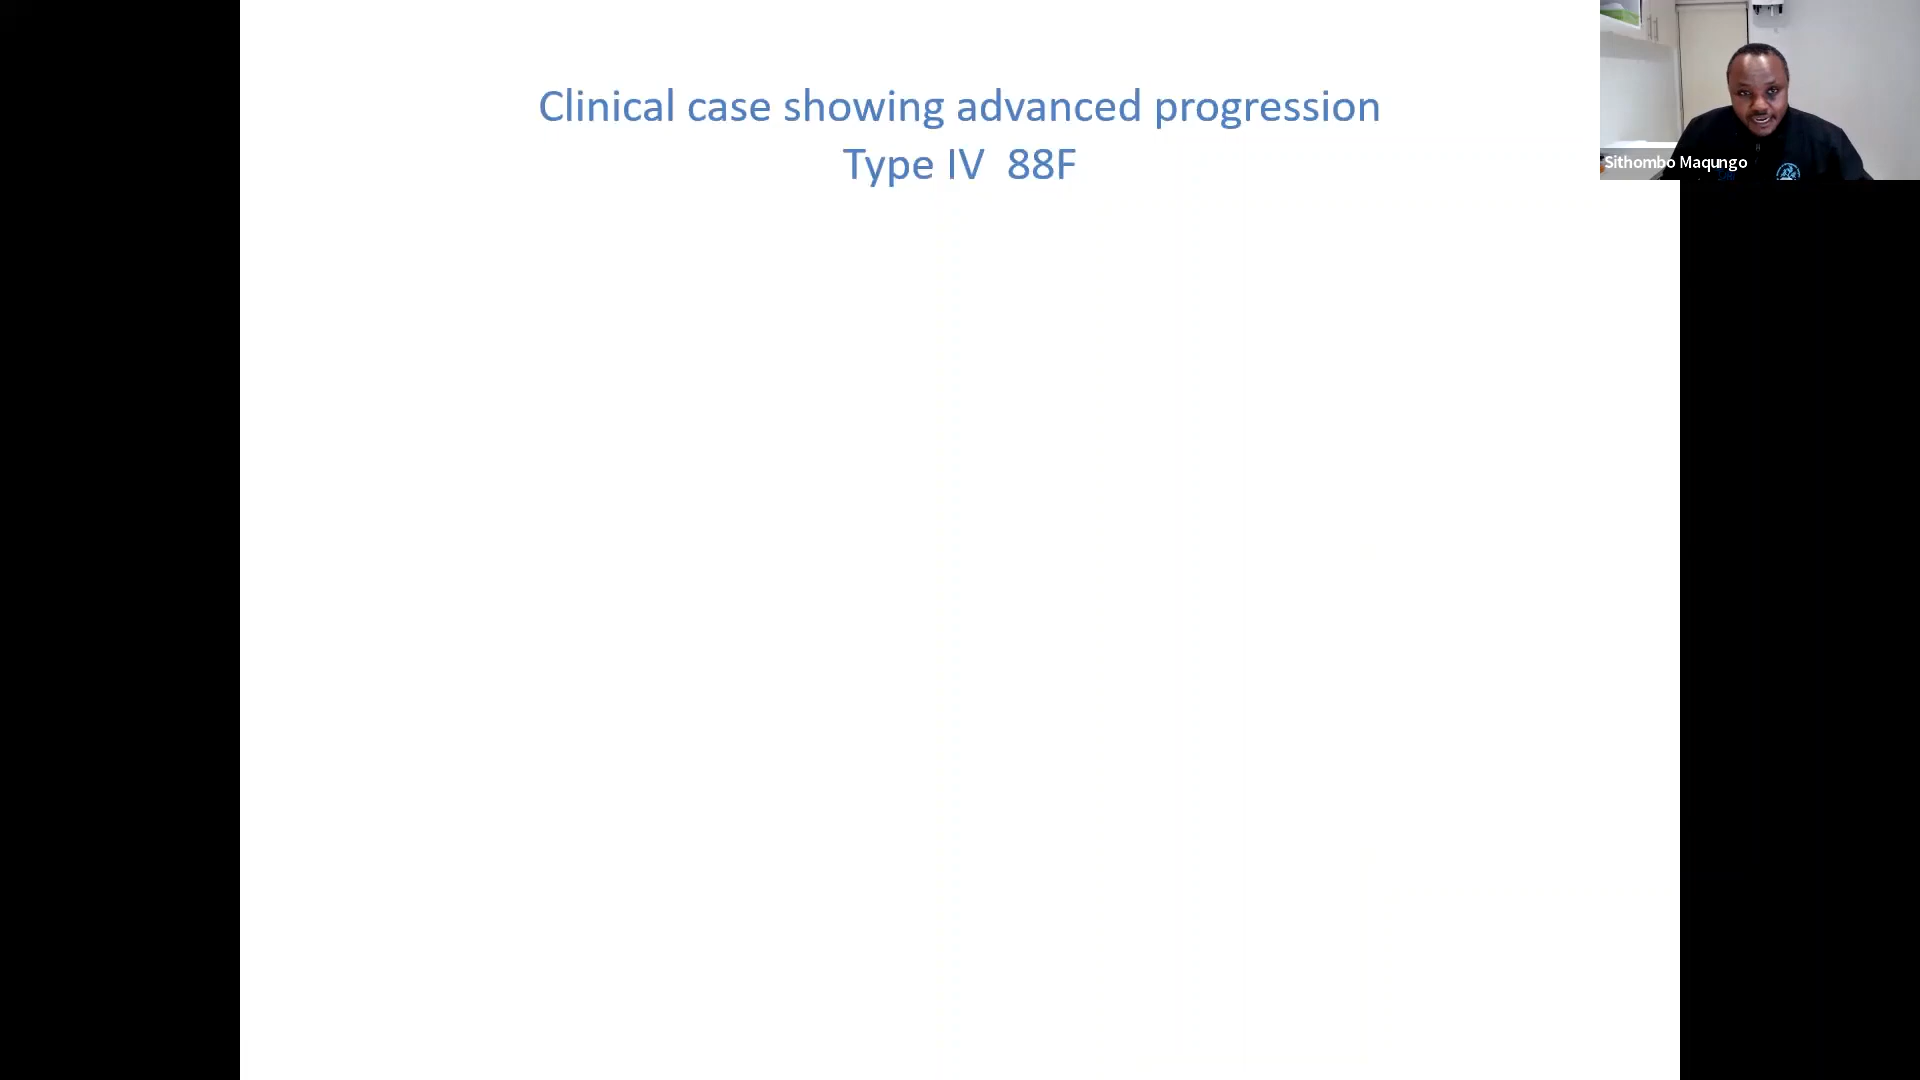 Clinical case showing advanced progression
Type IV 88F
Sithombo Maqungo